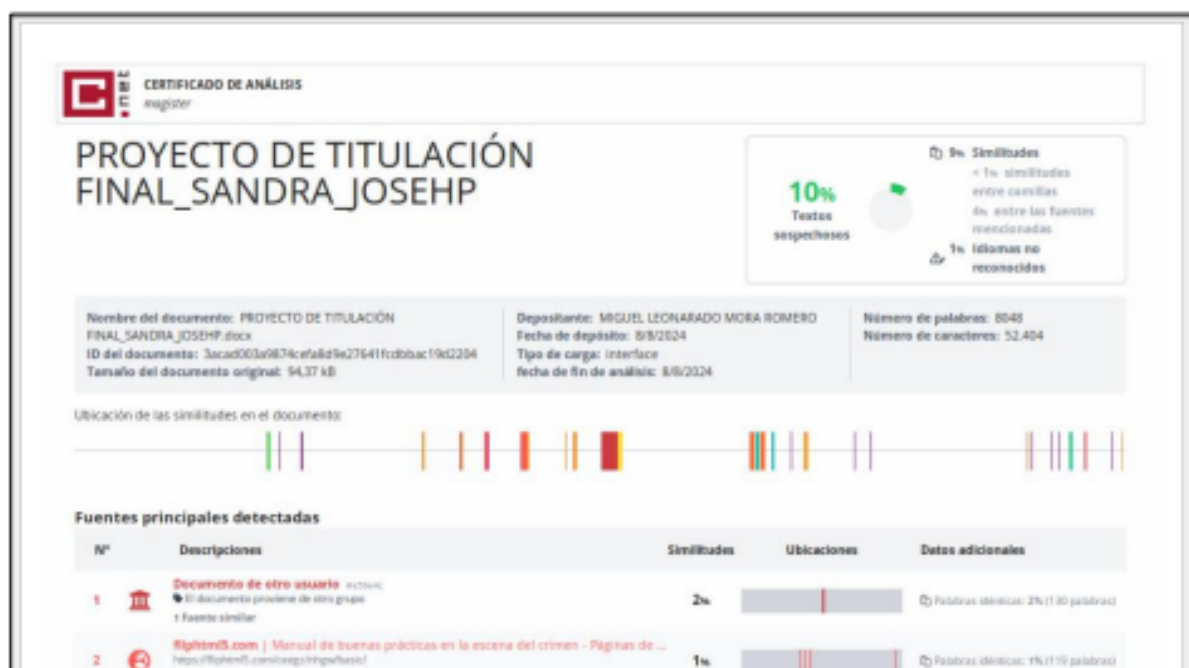 C
.net
CERTIFICADO DE ANÁLISIS
magister
PROYECTO DE TITULACIÓN
FINAL_SANDRA_JOSEHP
10%
Textos
sospechosos
9% Similitudes
< 1% similitudes
entre comillas
4% entre las fuentes
mencionadas
1% Idiomas no
reconocidos
Nombre del documento: PROYECTO DE TITULACIÓN
FINAL_SANDRA_JOSEHP.docx
ID del documento:
Tamaño del documento original: 94,37 kB
Depositante: MIGUEL LEONARADO MORA ROMERO
Fecha de depósito: 8/8/2024
Tipo de carga: interface
fecha de fin de análisis: 8/8/2024
Número de palabras: 8048
Número de caracteres: 52.404
Ubicación de las similitudes en el documento:
Fuentes principales detectadas
N° Descripciones Similitudes Ubicaciones Datos adicionales
1 Documento de otro usuario 2% Palabras idénticas: 2% (130 palabras)
El documento proviene de otro grupo
1 Fuente similar
2 fliphtml5.com | Manual de buenas prácticas en la escena del crimen - Páginas de ... 1% Palabras idénticas: 1% (119 palabras)